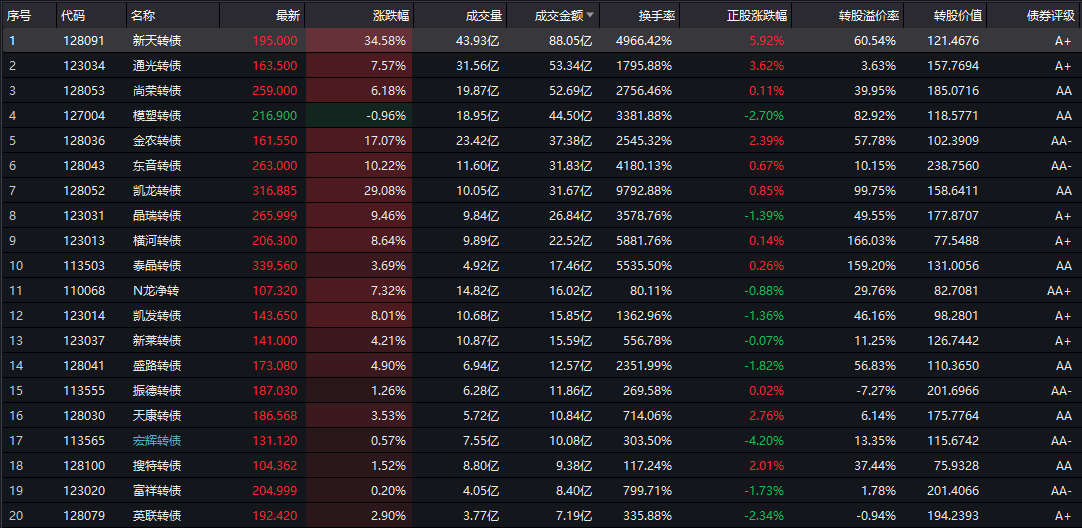 序号 代码 名称 最新 涨跌幅 成交量 成交金额 换手率 正股涨跌幅 转股溢价率 转股价值 债券评级
1 128091 新天转债 195.000 34.58% 43.93亿 88.05亿 4966.42% 5.92% 60.54% 121.4676 A+
2 123034 通光转债 163.500 7.57% 31.56亿 53.34亿 1795.88% 3.62% 3.63% 157.7694 A+
3 128053 尚荣转债 259.000 6.18% 19.87亿 52.69亿 2756.46% 0.11% 39.95% 185.0716 AA
4 127004 模塑转债 216.900 -0.96% 18.95亿 44.50亿 3381.88% -2.70% 82.92% 118.5771 AA
5 128036 金农转债 161.550 17.07% 23.42亿 37.38亿 2545.32% 2.39% 57.78% 102.3909 AA-
6 128043 东音转债 263.000 10.22% 11.60亿 31.83亿 4180.13% 0.67% 10.15% 238.7560 AA-
7 128052 凯龙转债 316.885 29.08% 10.05亿 31.67亿 9792.88% 0.85% 99.75% 158.6411 AA
8 123031 晶瑞转债 265.999 9.46% 9.84亿 26.84亿 3578.76% -1.39% 49.55% 177.8707 A+
9 123013 横河转债 206.300 8.64% 9.89亿 22.52亿 5881.76% 0.14% 166.03% 77.5488 A+
10 113503 泰晶转债 339.560 3.69% 4.92亿 17.46亿 5535.50% 0.26% 159.20% 131.0056 AA
11 110068 N龙净转 107.320 7.32% 14.82亿 16.02亿 80.11% -0.88% 29.76% 82.7081 AA+
12 123014 凯发转债 143.650 8.01% 10.68亿 15.85亿 1362.96% -1.36% 46.16% 98.2801 A+
13 123037 新莱转债 141.000 4.21% 10.87亿 15.59亿 556.78% -0.07% 11.25% 126.7442 A+
14 128041 盛路转债 173.080 4.90% 6.94亿 12.57亿 2351.99% -1.82% 56.83% 110.3650 AA
15 113555 振德转债 187.030 1.26% 6.28亿 11.86亿 269.58% 0.02% -7.27% 201.6966 AA-
16 128030 天康转债 186.568 3.53% 5.72亿 10.84亿 714.06% 2.76% 6.14% 175.7764 AA
17 113565 宏辉转债 131.120 0.57% 7.55亿 10.08亿 303.50% -4.20% 13.35% 115.6742 AA-
18 128100 搜特转债 104.362 1.52% 8.80亿 9.38亿 117.24% 2.01% 37.44% 75.9328 AA
19 123020 富祥转债 204.999 0.20% 4.05亿 8.40亿 799.71% -1.73% 1.78% 201.4066 AA-
20 128079 英联转债 192.420 2.90% 3.77亿 7.19亿 335.88% -2.34% -0.94% 194.2393 A+